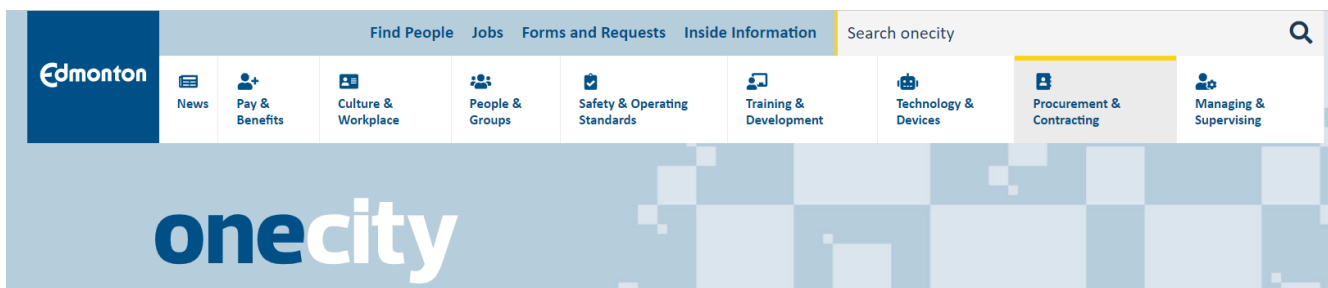 Find People Jobs Forms and Requests Inside Information Search onecity
Edmonton
News
Pay &
Benefits
Culture &
Workplace
People &
Groups
Safety & Operating
Standards
Training &
Development
Technology &
Devices
Procurement &
Contracting
Managing &
Supervising
onecity